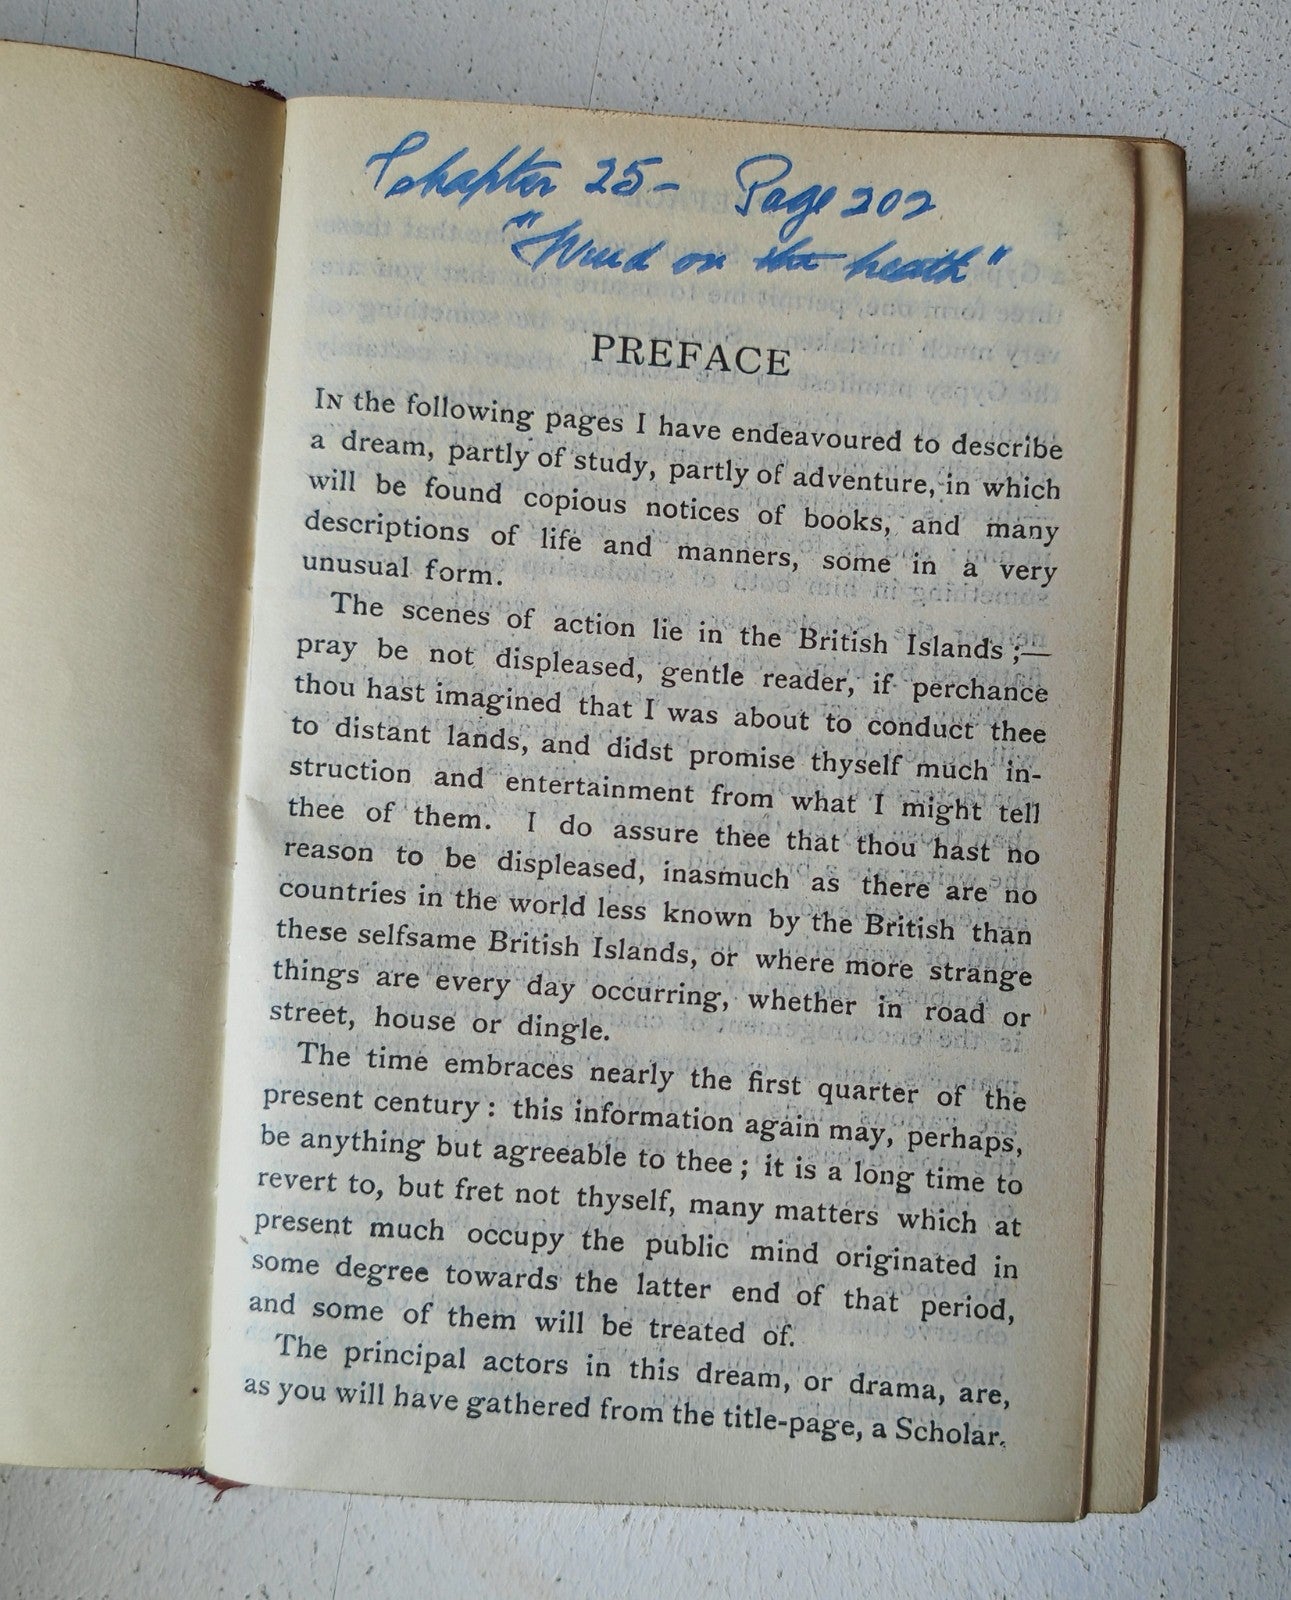 Chapter 25 - Page 202
"Wind on the heath"
PREFACE
IN the following pages I have endeavoured to describe
a dream, partly of study, partly of adventure, in which
will be found copious notices of books, and many
descriptions of life and manners, some in a very
unusual form.
The scenes of action lie in the British Islands ;—
pray be not displeased, gentle reader, if perchance
thou hast imagined that I was about to conduct thee
to distant lands, and didst promise thyself much in-
struction and entertainment from what I might tell
thee of them. I do assure thee that thou hast no
reason to be displeased, inasmuch as there are no
countries in the world less known by the British than
these selfsame British Islands, or where more strange
things are every day occurring, whether in road or
street, house or dingle.
The time embraces nearly the first quarter of the
present century : this information again may, perhaps,
be anything but agreeable to thee ; it is a long time to
revert to, but fret not thyself, many matters which at
present much occupy the public mind originated in
some degree towards the latter end of that period,
and some of them will be treated of.
The principal actors in this dream, or drama, are,
as you will have gathered from the title-page, a Scholar,